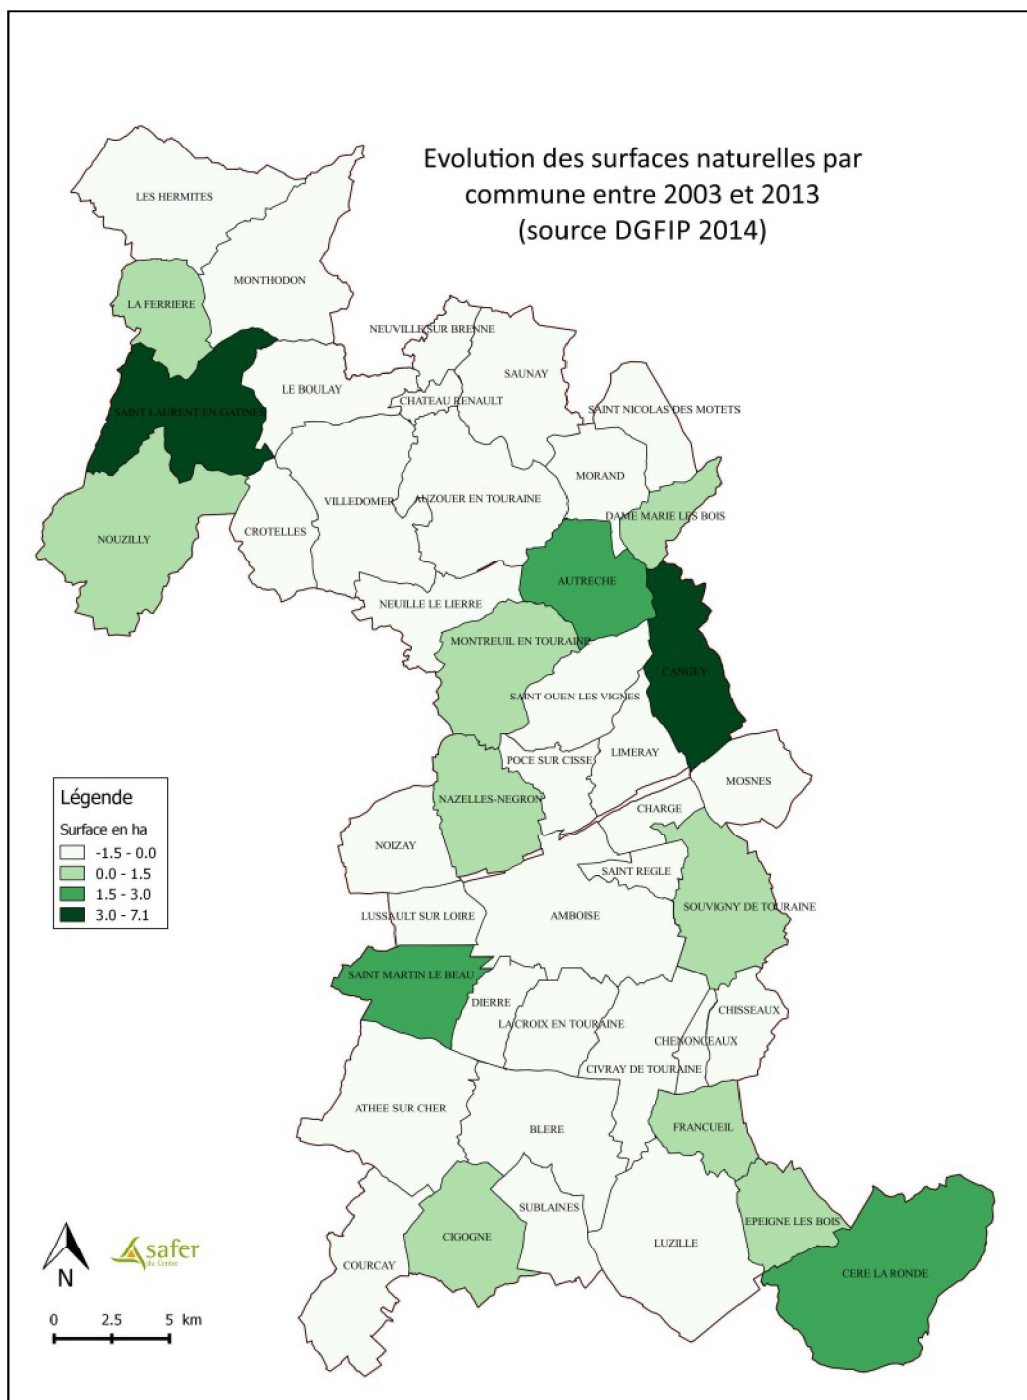 Evolution des surfaces naturelles par
commune entre 2003 et 2013
(source DGFIP 2014)
LES HERMITES
MONTHODON
LA FERRIERE
NEUVILLE SUR BRENNE
SAUNAY
LE BOULAY
CHATEAU RENAULT
SAINT NICOLAS DES MOTETS
SAINT LAURENT EN GATINES
MORAND
VILLEDOMER
AUZOUER EN TOURAINE
DAME MARIE LES BOIS
CROTELLES
NOUZILLY
AUTRECHE
NEUILLE LE LIERRE
MONTREUIL EN TOURAINE
CANGEY
SAINT OUEN LES VIGNES
LIMERAY
POCE SUR CISSE
MOSNES
NAZELLES-NEGRON
CHARGE
NOIZAY
SAINT REGLE
SOUVIGNY DE TOURAINE
LUSSAULT SUR LOIRE
AMBOISE
SAINT MARTIN LE BEAU
DIERRE
CHISSEAUX
LA CROIX EN TOURAINE
CHENONCEAUX
CIVRAY DE TOURAINE
ATHEE SUR CHER
BLERE
FRANCUEIL
SUBLAINES
EPEIGNE LES BOIS
CIGOGNE
LUZILLE
COURCAY
CERE LA RONDE
Légende
Surface en ha
-1.5 - 0.0
0.0 - 1.5
1.5 - 3.0
3.0 - 7.1
N
safer
du Centre
0 2.5 5 km